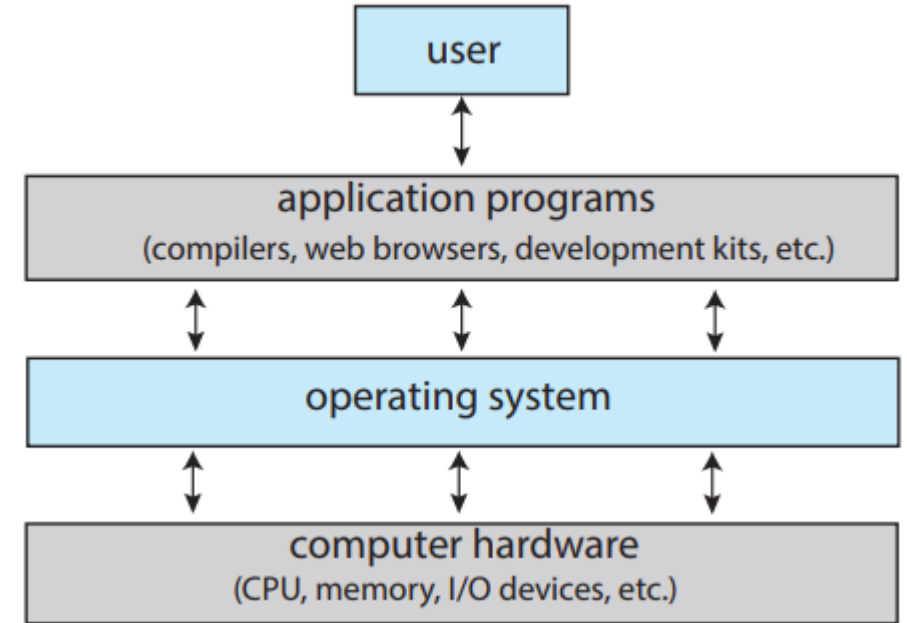 user
application programs
(compilers, web browsers, development kits, etc.)
operating system
computer hardware
(CPU, memory, I/O devices, etc.)